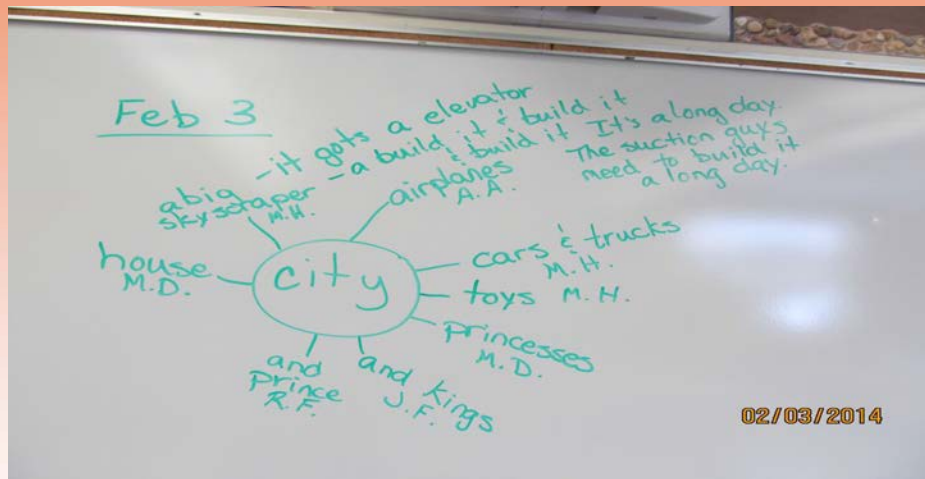 Feb 3
a big
skyscraper
M.H.
- it gots a elevator
- a build it & build it
& build it It's a long day.
The suction guys
need to build it
a long day.
airplanes
A.A.
house
M.D.
city
cars & trucks
M.H.
toys M.H.
princesses
M.D.
and
prince
R.F.
and kings
J.F.
02/03/2014